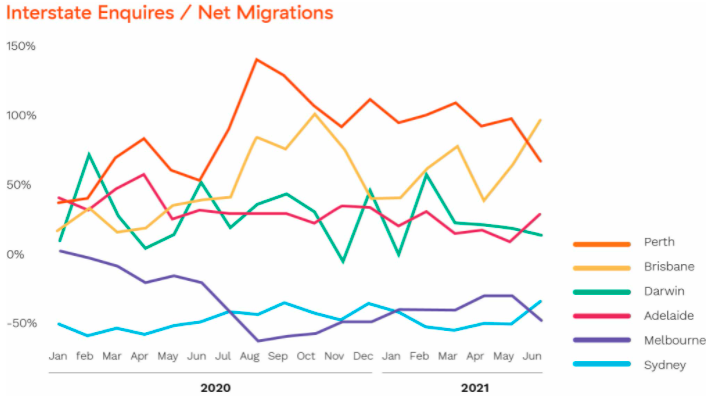 Interstate Enquires / Net Migrations
150%
100%
50%
0%
-50%
Jan feb Mar Apr May Jun Jul Aug Sep Oct Nov Dec Jan feb Mar Apr May Jun
2020 2021
Perth
Brisbane
Darwin
Adelaide
Melbourne
Sydney